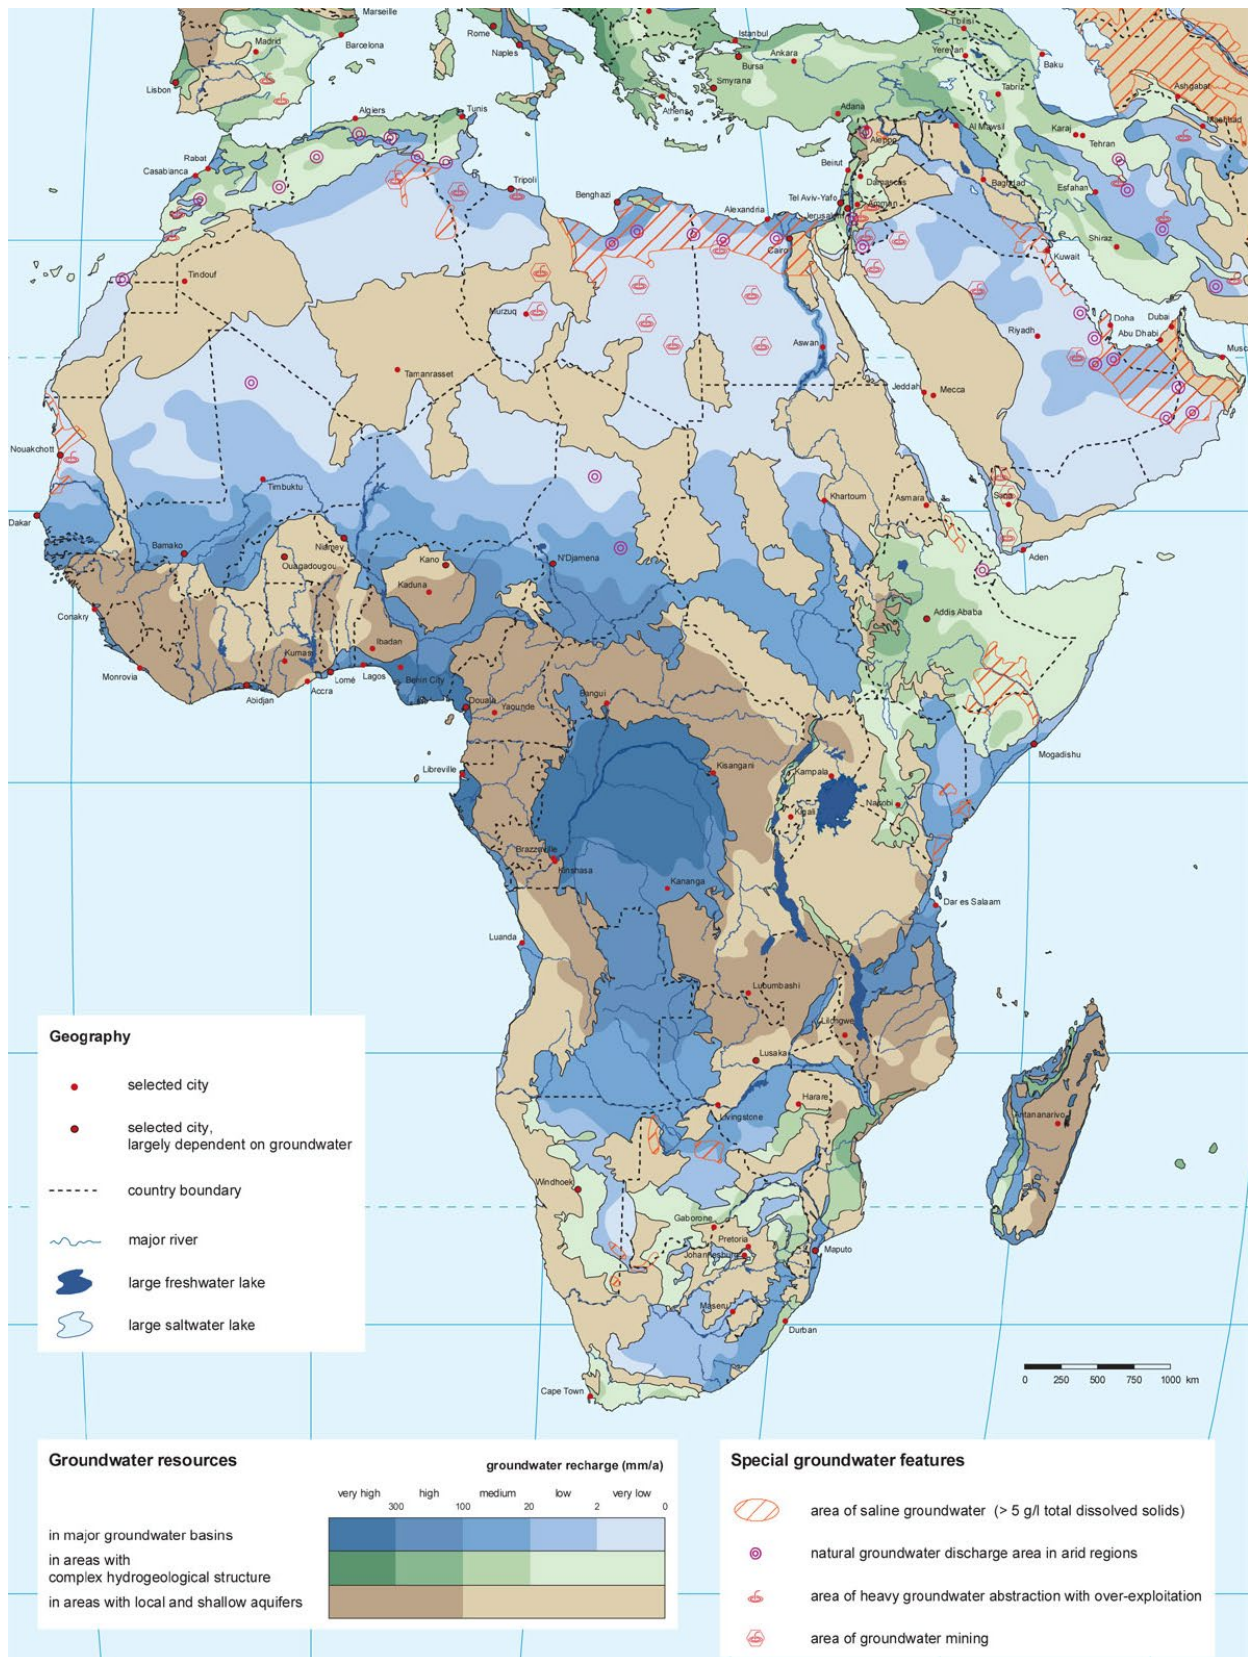 Marseille
Rome
Naples
Madrid
Barcelona
Lisbon
Istanbul
Bursa
Ankara
Smyrana
Athens
Adana
T'bilisi
Yerevan
Baku
Tabriz
Ashgabat
Mashhad
Karaj
Tehran
Esfahan
Shiraz
Al Mawsil
Aleppo
Beirut
Damascus
Baghdad
Tel Aviv-Yafo
Amman
Jerusalem
Kuwait
Algiers
Tunis
Rabat
Casabianca
Tripoli
Benghazi
Alexandria
Cairo
Tindouf
Murzuq
Aswan
Tamanrasset
Riyadh
Doha
Dubai
Abu Dhabi
Musc
Jeddah
Mecca
Nouakchott
Timbuktu
Khartoum
Asmara
Sana
Aden
Dakar
Bamako
Niamey
Ouagadougou
Kano
Kaduna
N'Djamena
Addis Ababa
Conakry
Monrovia
Ibadan
Kumasi
Abidjan
Accra
Lomé
Lagos
Benin City
Douala
Yaounde
Bangui
Libreville
Kisangani
Kampala
Nairobi
Kigali
Mogadishu
Brazzaville
Kinshasa
Kananga
Dar es Salaam
Luanda
Lubumbashi
Lilongwe
Lusaka
Livingstone
Harare
Antananarivo
Windhoek
Gaborone
Pretoria
Johannesburg
Maputo
Maseru
Durban
Cape Town
0 250 500 750 1000 km
Geography
selected city
selected city,
largely dependent on groundwater
country boundary
major river
large freshwater lake
large saltwater lake
Groundwater resources
groundwater recharge (mm/a)
very high high medium low very low
300 100 20 2 0
in major groundwater basins
in areas with
complex hydrogeological structure
in areas with local and shallow aquifers
Special groundwater features
area of saline groundwater (> 5 g/l total dissolved solids)
natural groundwater discharge area in arid regions
area of heavy groundwater abstraction with over-exploitation
area of groundwater mining